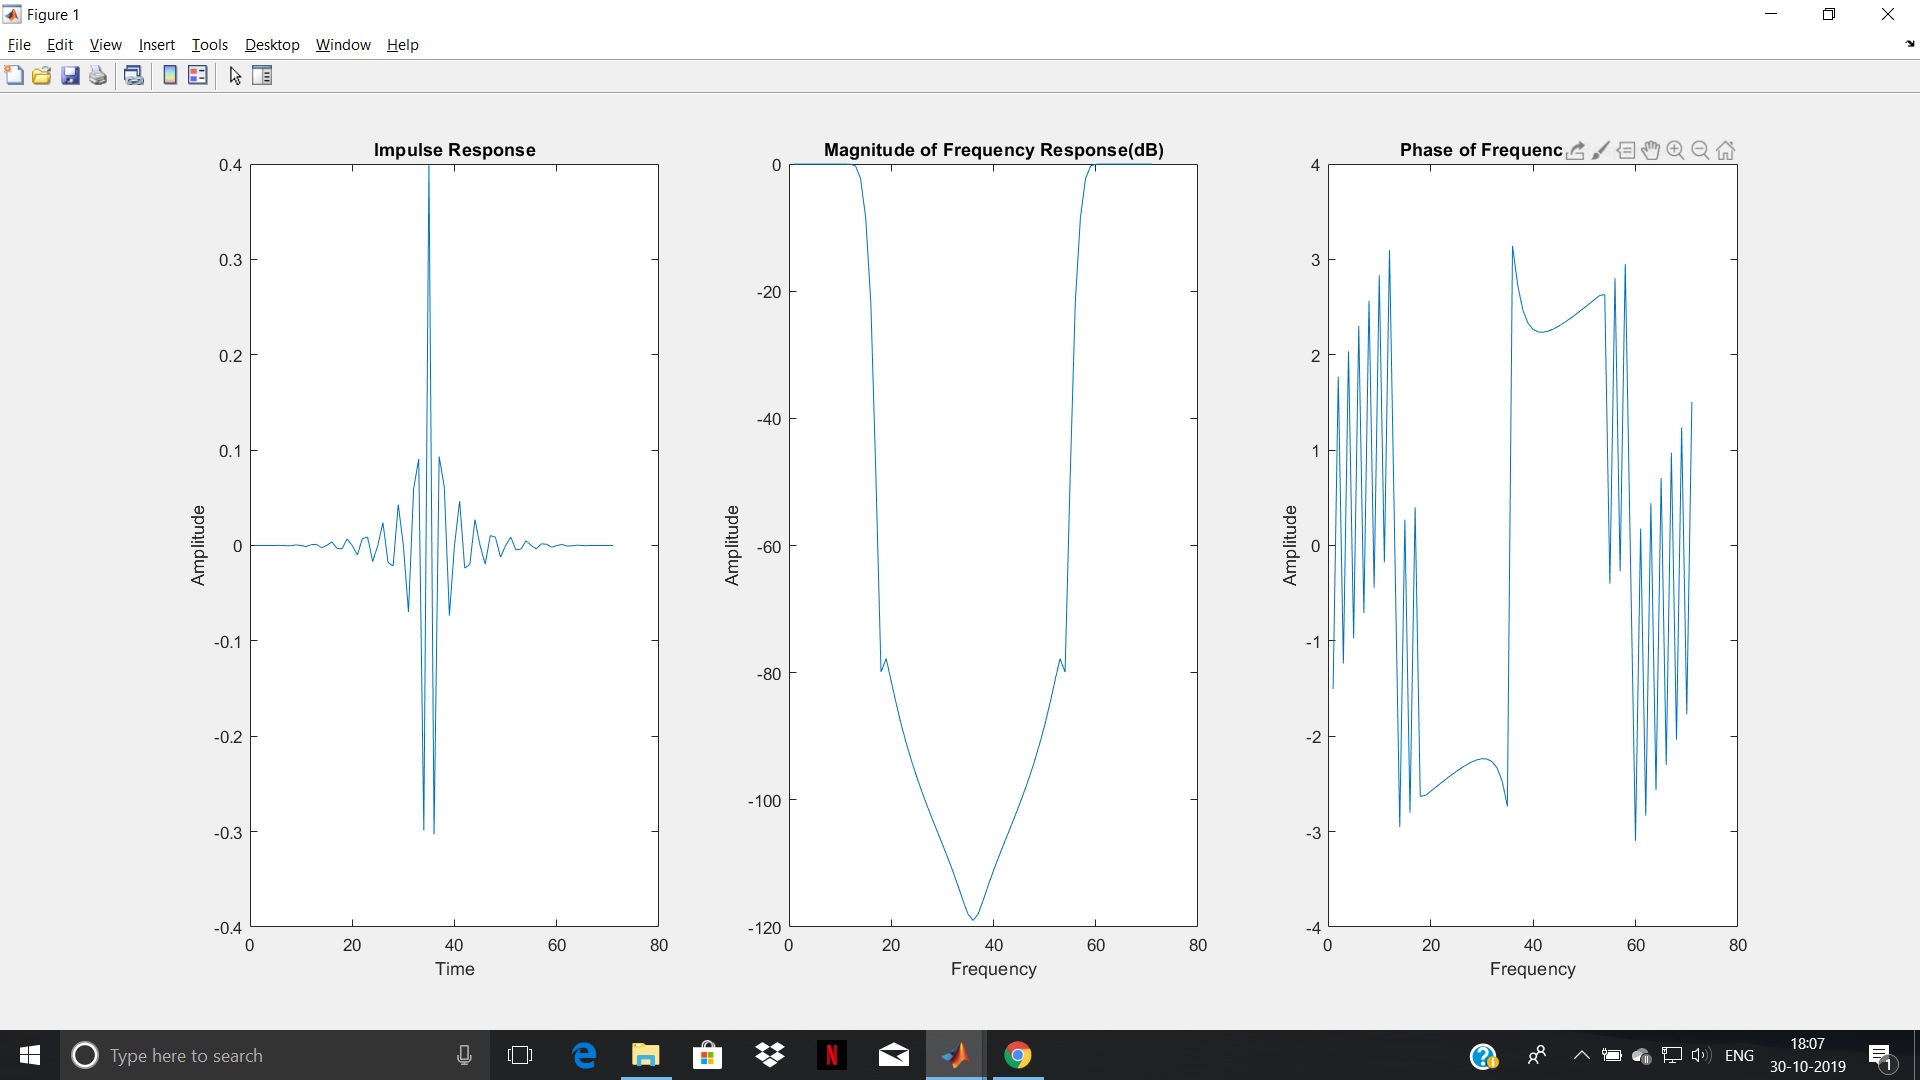 Figure 1
File Edit View Insert Tools Desktop Window Help
Impulse Response
0.4
0.3
0.2
0.1
0
-0.1
-0.2
-0.3
-0.4
Amplitude
0 20 40 60 80
Time
Magnitude of Frequency Response(dB)
0
-20
-40
-60
-80
-100
-120
Amplitude
0 20 40 60 80
Frequency
Phase of Frequenc
4
3
2
1
0
-1
-2
-3
-4
Amplitude
0 20 40 60 80
Frequency
Type here to search
N
ENG
18:07
30-10-2019
1